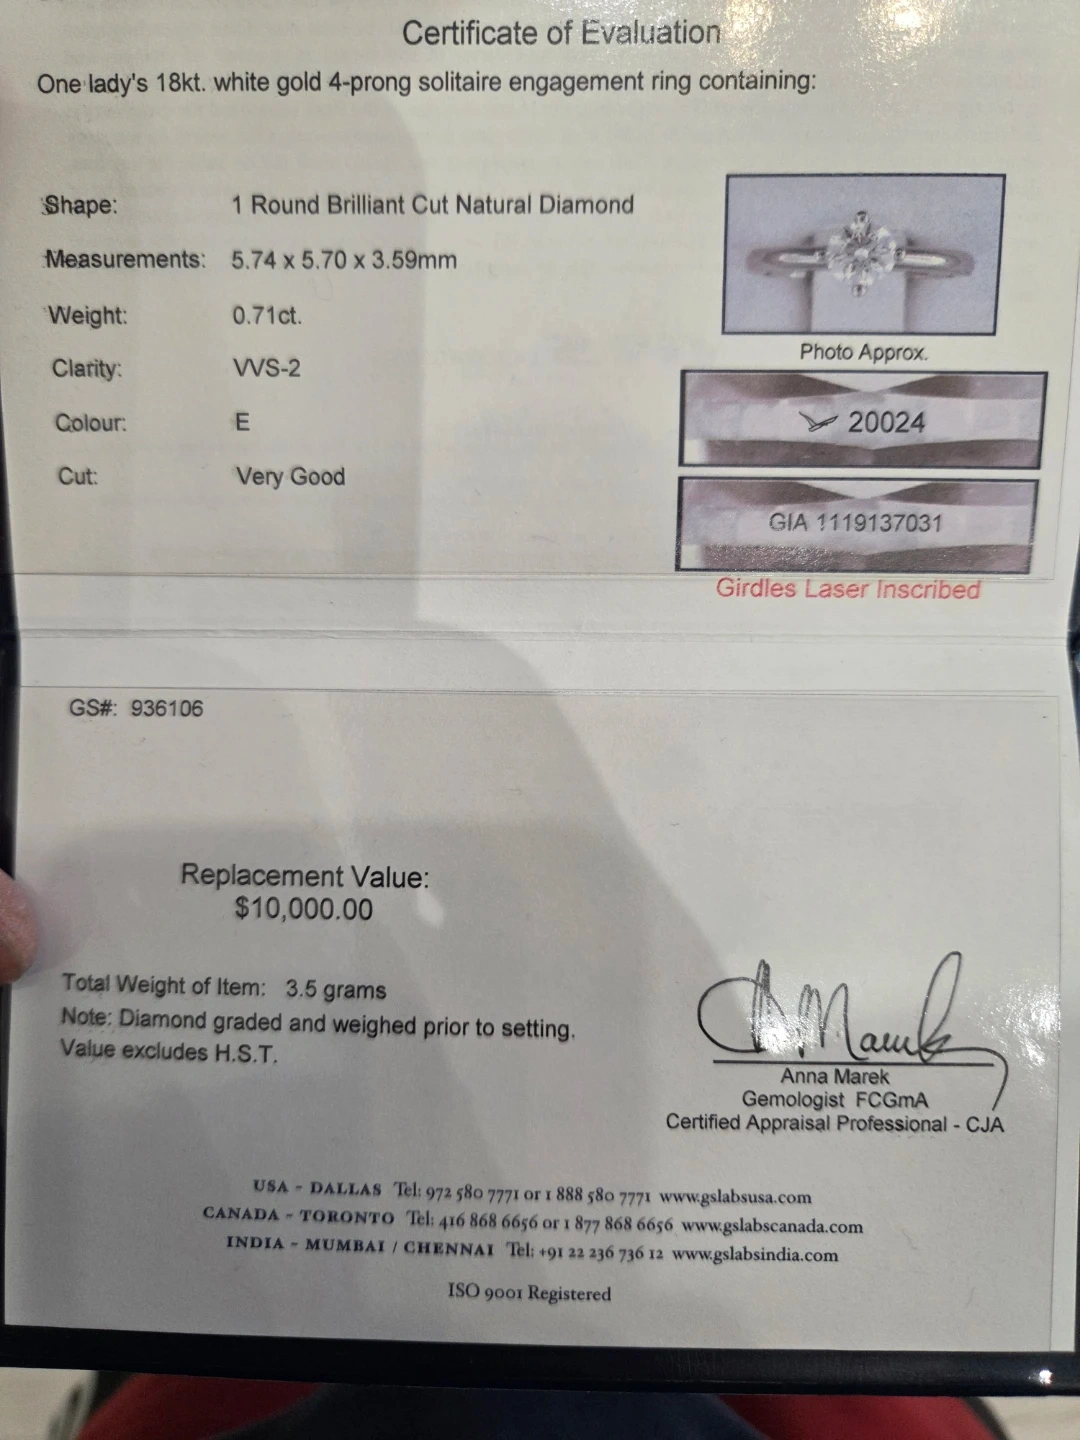 Certificate of Evaluation
One lady's 18kt. white gold 4-prong solitaire engagement ring containing:
Shape: 1 Round Brilliant Cut Natural Diamond
Measurements: 5.74 x 5.70 x 3.59mm
Weight: 0.71ct.
Clarity: VVS-2
Colour: E
Cut: Very Good
Photo Approx.
20024
GIA 1119137031
Girdles Laser Inscribed
GS#: 936106
Replacement Value:
$10,000.00
Total Weight of Item: 3.5 grams
Note: Diamond graded and weighed prior to setting.
Value excludes H.S.T.
A. Marek
Anna Marek
Gemologist FCGmA
Certified Appraisal Professional - CJA
USA - DALLAS Tel: 972 580 7771 or 1 888 580 7771 www.gslabsusa.com
CANADA - TORONTO Tel: 416 868 6656 or 1 877 868 6656 www.gslabscanada.com
INDIA - MUMBAI / CHENNAI Tel: +91 22 236 736 12 www.gslabsindia.com
ISO 9001 Registered